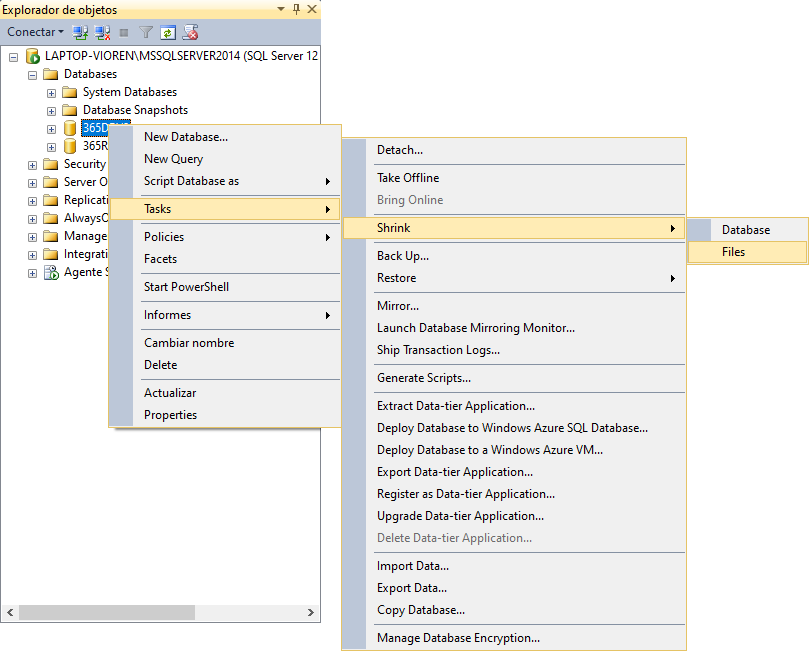 Explorador de objetos
Conectar
LAPTOP-VIOREN\MSSQLSERVER2014 (SQL Server 12
Databases
System Databases
Database Snapshots
365D
365R
Security
Server O
Replicati
AlwaysO
Manage
Integrati
Agente S
New Database...
New Query
Script Database as
Tasks
Policies
Facets
Start PowerShell
Informes
Cambiar nombre
Delete
Actualizar
Properties
Detach...
Take Offline
Bring Online
Shrink
Back Up...
Restore
Mirror...
Launch Database Mirroring Monitor...
Ship Transaction Logs...
Generate Scripts...
Extract Data-tier Application...
Deploy Database to Windows Azure SQL Database...
Deploy Database to a Windows Azure VM...
Export Data-tier Application...
Register as Data-tier Application...
Upgrade Data-tier Application...
Delete Data-tier Application...
Import Data...
Export Data...
Copy Database...
Manage Database Encryption...
Database
Files